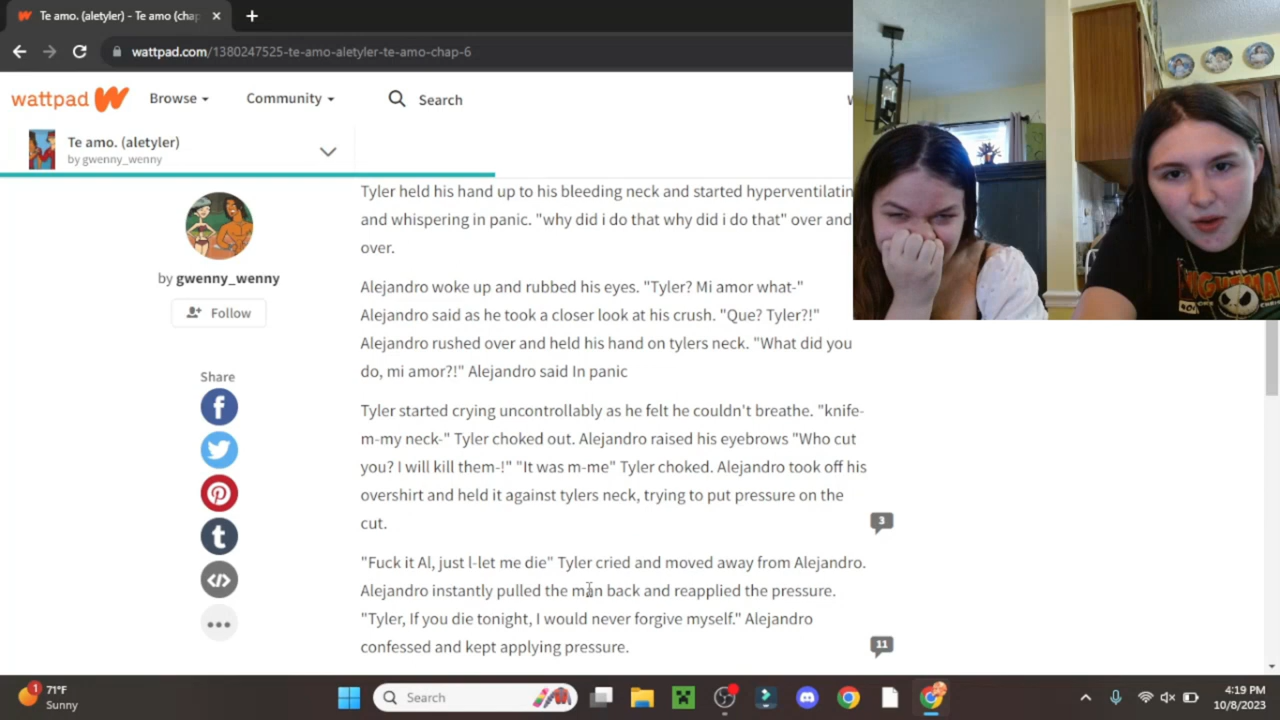 Te amo. (aletyler) - Te amo (chap
wattpad.com/1380247525-te-amo-aletyler-te-amo-chap-6
wattpad
Browse
Community
Search
Te amo. (aletyler)
by gwenny_wenny
by gwenny_wenny
Follow
Share
Tyler held his hand up to his bleeding neck and started hyperventilatin
and whispering in panic. "why did i do that why did i do that" over and
over.
Alejandro woke up and rubbed his eyes. "Tyler? Mi amor what-"
Alejandro said as he took a closer look at his crush. "Que? Tyler?!"
Alejandro rushed over and held his hand on tylers neck. "What did you
do, mi amor?!" Alejandro said In panic
Tyler started crying uncontrollably as he felt he couldn't breathe. "knife-
m-my neck-" Tyler choked out. Alejandro raised his eyebrows "Who cut
you? I will kill them-!" "It was m-me" Tyler choked. Alejandro took off his
overshirt and held it against tylers neck, trying to put pressure on the
cut.
3
"Fuck it Al, just l-let me die" Tyler cried and moved away from Alejandro.
Alejandro instantly pulled the man back and reapplied the pressure.
"Tyler, If you die tonight, I would never forgive myself." Alejandro
confessed and kept applying pressure.
11
THE
1
71°F
Sunny
Search
4:19 PM
10/8/2023